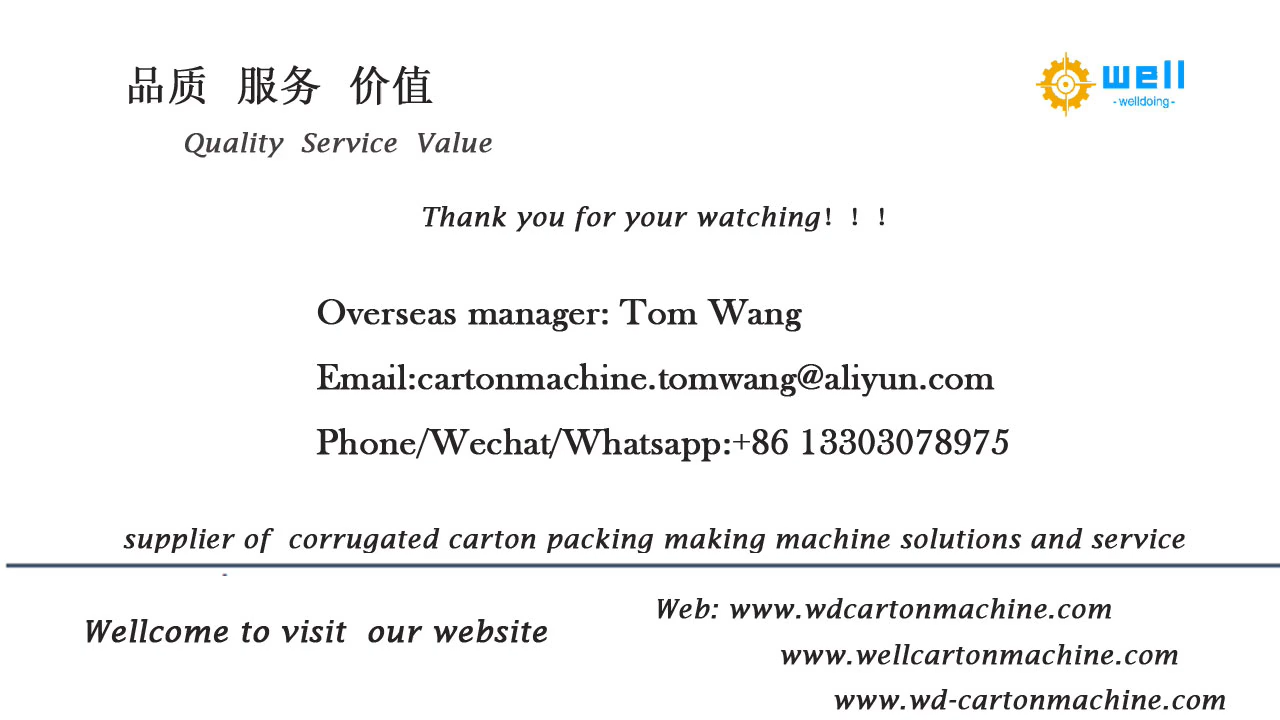 品质 服务 价值
well
-welldoing-
Quality Service Value
Thank you for your watching！！！
Overseas manager: Tom Wang
Email:cartonmachine.tomwang@aliyun.com
Phone/Wechat/Whatsapp:+86 13303078975
supplier of corrugated carton packing making machine solutions and service
Wellcome to visit our website
Web: www.wdcartonmachine.com
www.wellcartonmachine.com
www.wd-cartonmachine.com